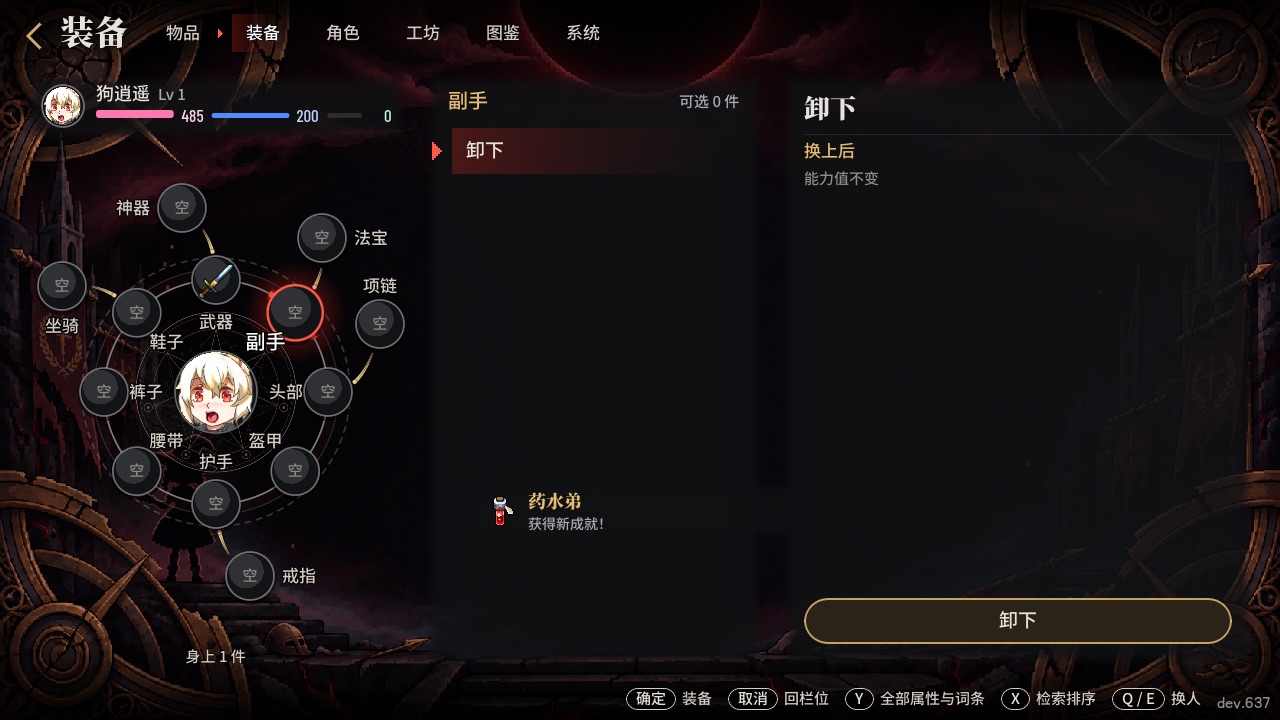 装备
物品
装备
角色
工坊
图鉴
系统
狗逍遥 Lv 1
485
200
0
副手
可选 0 件
卸下
卸下
换上后
能力值不变
神器
空
空
法宝
空
坐骑
空
武器
空
副手
项链
空
鞋子
空
裤子
头部
空
腰带
空
盔甲
空
护手
空
空
戒指
身上 1 件
药水弟
获得新成就!
卸下
确定 装备
取消 回栏位
Y 全部属性与词条
X 检索排序
Q / E 换人
dev.637